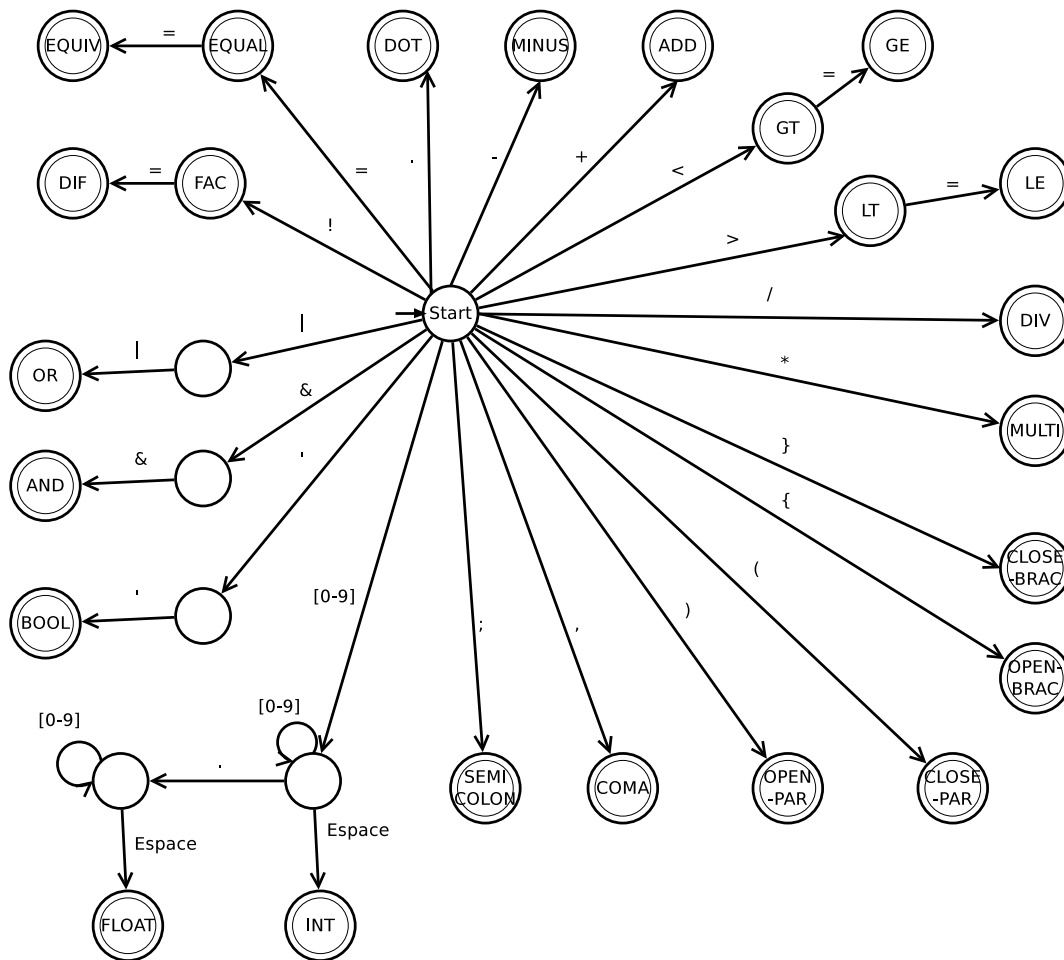 EQUIV
=
EQUAL
DOT
MINUS
ADD
GE
=
GT
DIF
=
FAC
!
=
.
-
+
<
LT
=
LE
>
Start
/
DIV
OR
|
|
*
MULTI
AND
&
&
'
}
{
CLOSE
-BRAC
BOOL
'
[0-9]
;
,
)
(
OPEN-
BRAC
[0-9]
[0-9]
.
SEMI
COLON
COMA
OPEN
-PAR
CLOSE
-PAR
Espace
Espace
FLOAT
INT